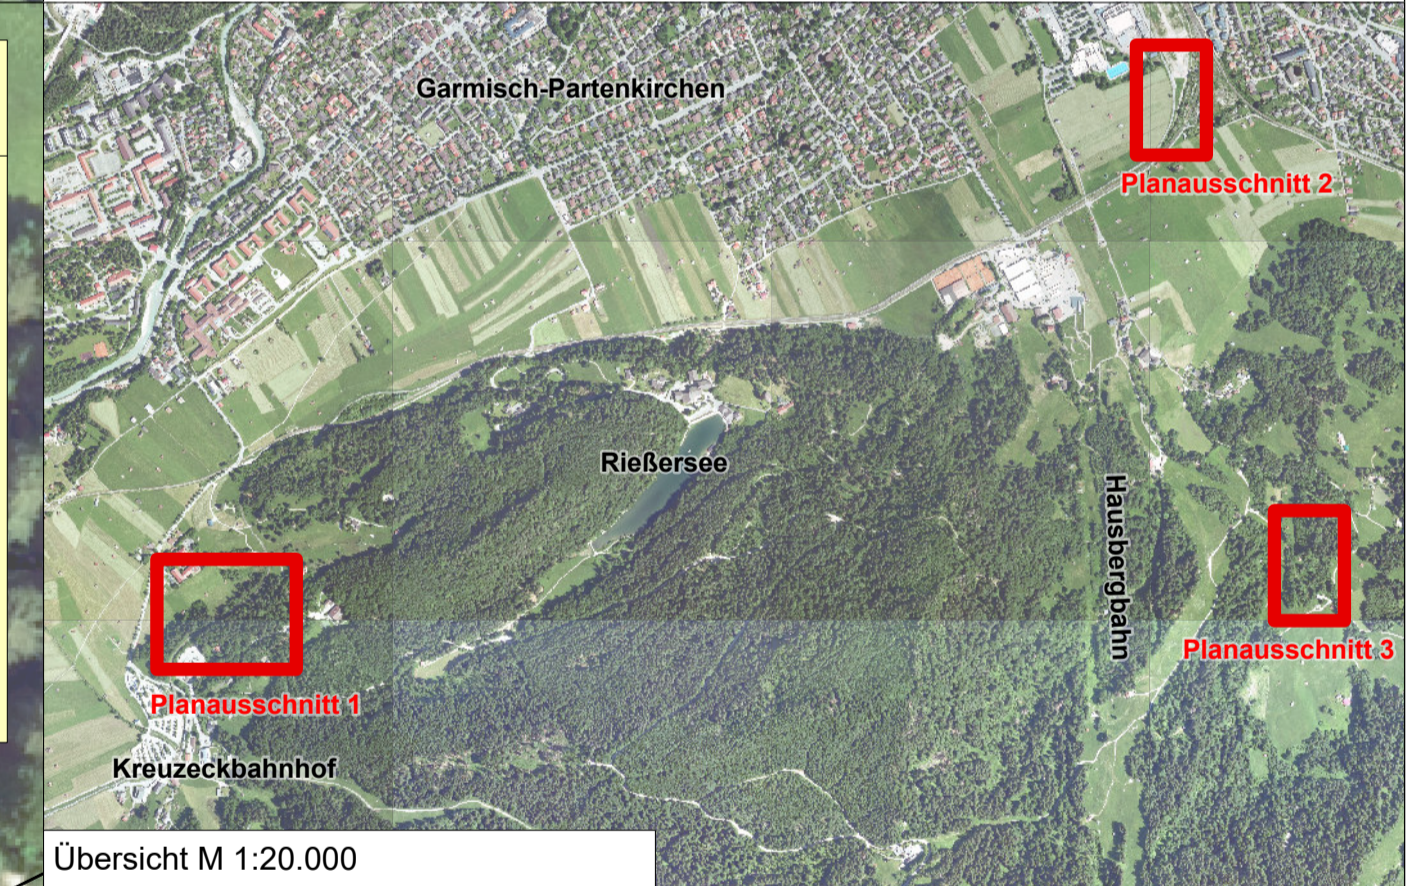 Garmisch-Partenkirchen
Planausschnitt 2
Rießersee
Hausbergbahn
Planausschnitt 3
Planausschnitt 1
Kreuzeckbahnhof
Übersicht M 1:20.000